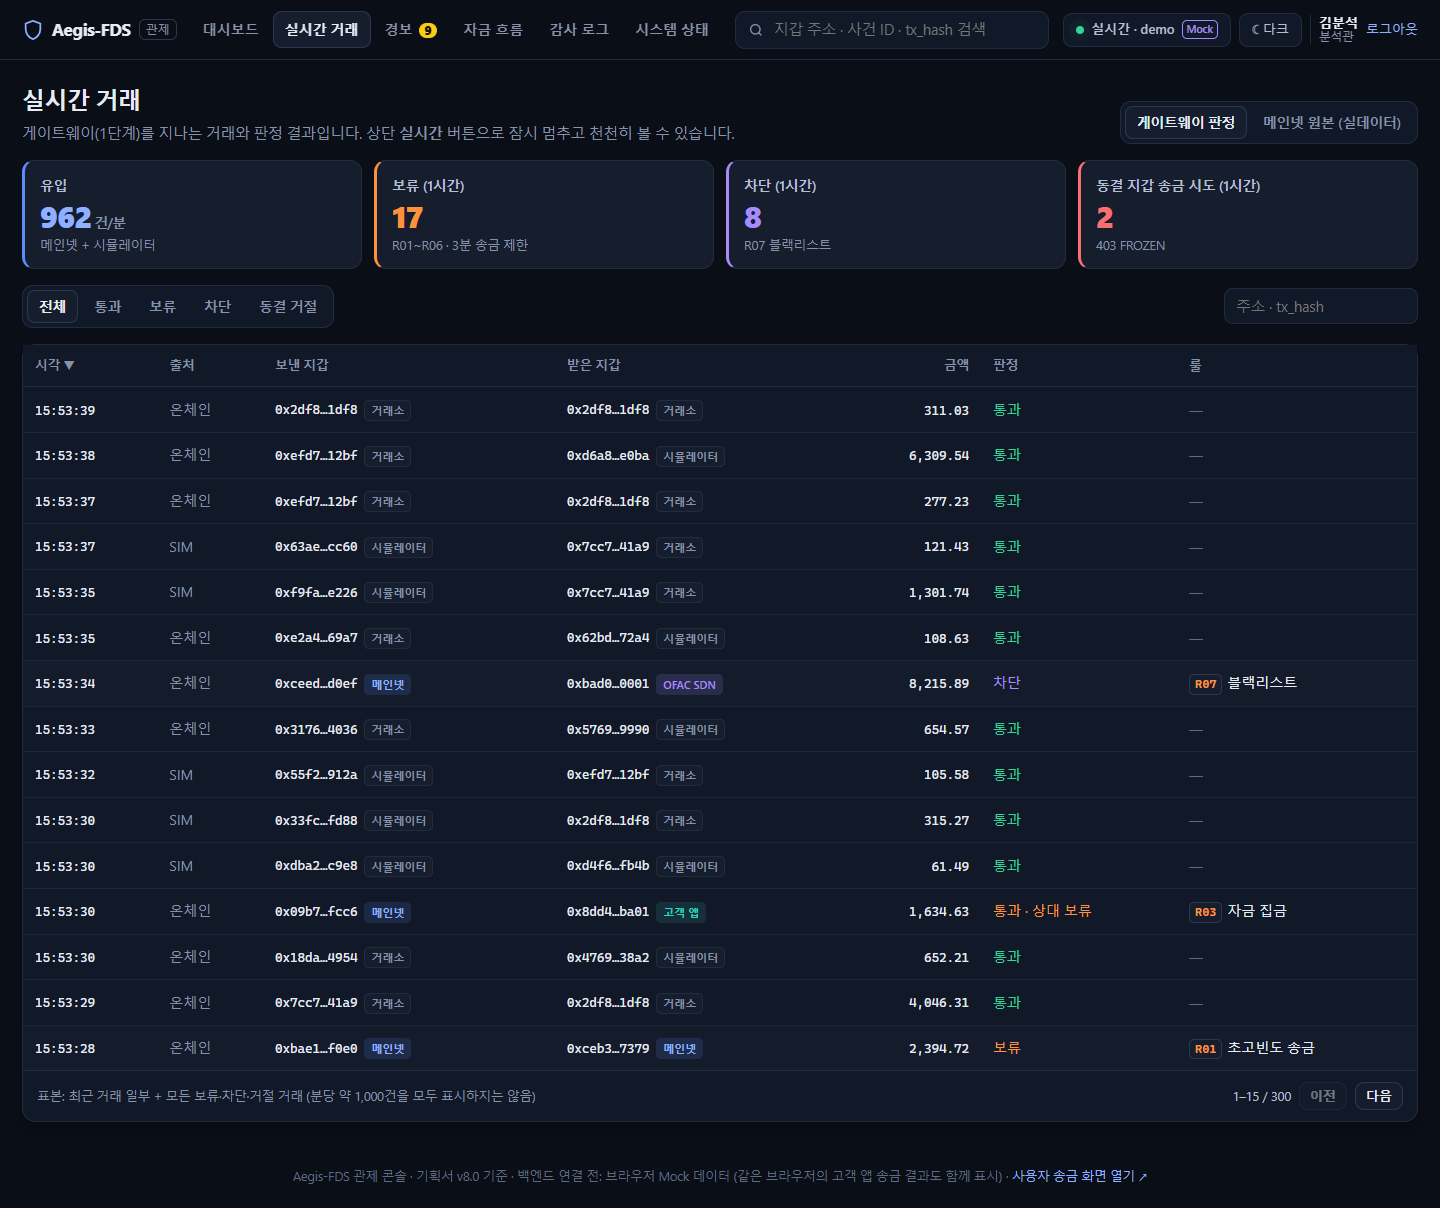 Aegis-FDS 관제 대시보드 실시간 거래 경보 9 자금 흐름 감사 로그 시스템 상태 지갑 주소 · 사건 ID · tx_hash 검색 실시간 · demo Mock ☾ 다크 김분석 분석관 로그아웃
실시간 거래
게이트웨이(1단계)를 지나는 거래와 판정 결과입니다. 상단 실시간 버튼으로 잠시 멈추고 천천히 볼 수 있습니다.
게이트웨이 판정 메인넷 원본 (실데이터)
유입
962 건/분
메인넷 + 시뮬레이터
보류 (1시간)
17
R01~R06 · 3분 송금 제한
차단 (1시간)
8
R07 블랙리스트
동결 지갑 송금 시도 (1시간)
2
403 FROZEN
전체 통과 보류 차단 동결 거절 주소 · tx_hash
시각 ▼ 출처 보낸 지갑 받은 지갑 금액 판정 룰
15:53:39 온체인 0x2df8…1df8 거래소 0x2df8…1df8 거래소 311.03 통과 —
15:53:38 온체인 0xefd7…12bf 거래소 0xd6a8…e0ba 시뮬레이터 6,309.54 통과 —
15:53:37 온체인 0xefd7…12bf 거래소 0x2df8…1df8 거래소 277.23 통과 —
15:53:37 SIM 0x63ae…cc60 시뮬레이터 0x7cc7…41a9 거래소 121.43 통과 —
15:53:35 SIM 0xf9fa…e226 시뮬레이터 0x7cc7…41a9 거래소 1,301.74 통과 —
15:53:35 온체인 0xe2a4…69a7 거래소 0x62bd…72a4 시뮬레이터 108.63 통과 —
15:53:34 온체인 0xceed…d0ef 메인넷 0xbad0…0001 OFAC SDN 8,215.89 차단 R07 블랙리스트
15:53:33 온체인 0x3176…4036 거래소 0x5769…9990 시뮬레이터 654.57 통과 —
15:53:32 SIM 0x55f2…912a 시뮬레이터 0xefd7…12bf 거래소 105.58 통과 —
15:53:30 SIM 0x33fc…fd88 시뮬레이터 0x2df8…1df8 거래소 315.27 통과 —
15:53:30 SIM 0xdba2…c9e8 시뮬레이터 0xd4f6…fb4b 시뮬레이터 61.49 통과 —
15:53:30 온체인 0x09b7…fcc6 메인넷 0x8dd4…ba01 고객 앱 1,634.63 통과 · 상대 보류 R03 자금 집금
15:53:30 온체인 0x18da…4954 거래소 0x4769…38a2 시뮬레이터 652.21 통과 —
15:53:29 온체인 0x7cc7…41a9 거래소 0x2df8…1df8 거래소 4,046.31 통과 —
15:53:28 온체인 0xbae1…f0e0 메인넷 0xceb3…7379 메인넷 2,394.72 보류 R01 초고빈도 송금
표본: 최근 거래 일부 + 모든 보류·차단·거절 거래 (분당 약 1,000건을 모두 표시하지는 않음) 1–15 / 300 이전 다음
Aegis-FDS 관제 콘솔 · 기획서 v8.0 기준 · 백엔드 연결 전: 브라우저 Mock 데이터 (같은 브라우저의 고객 앱 송금 결과도 함께 표시) · 사용자 송금 화면 열기 ↗